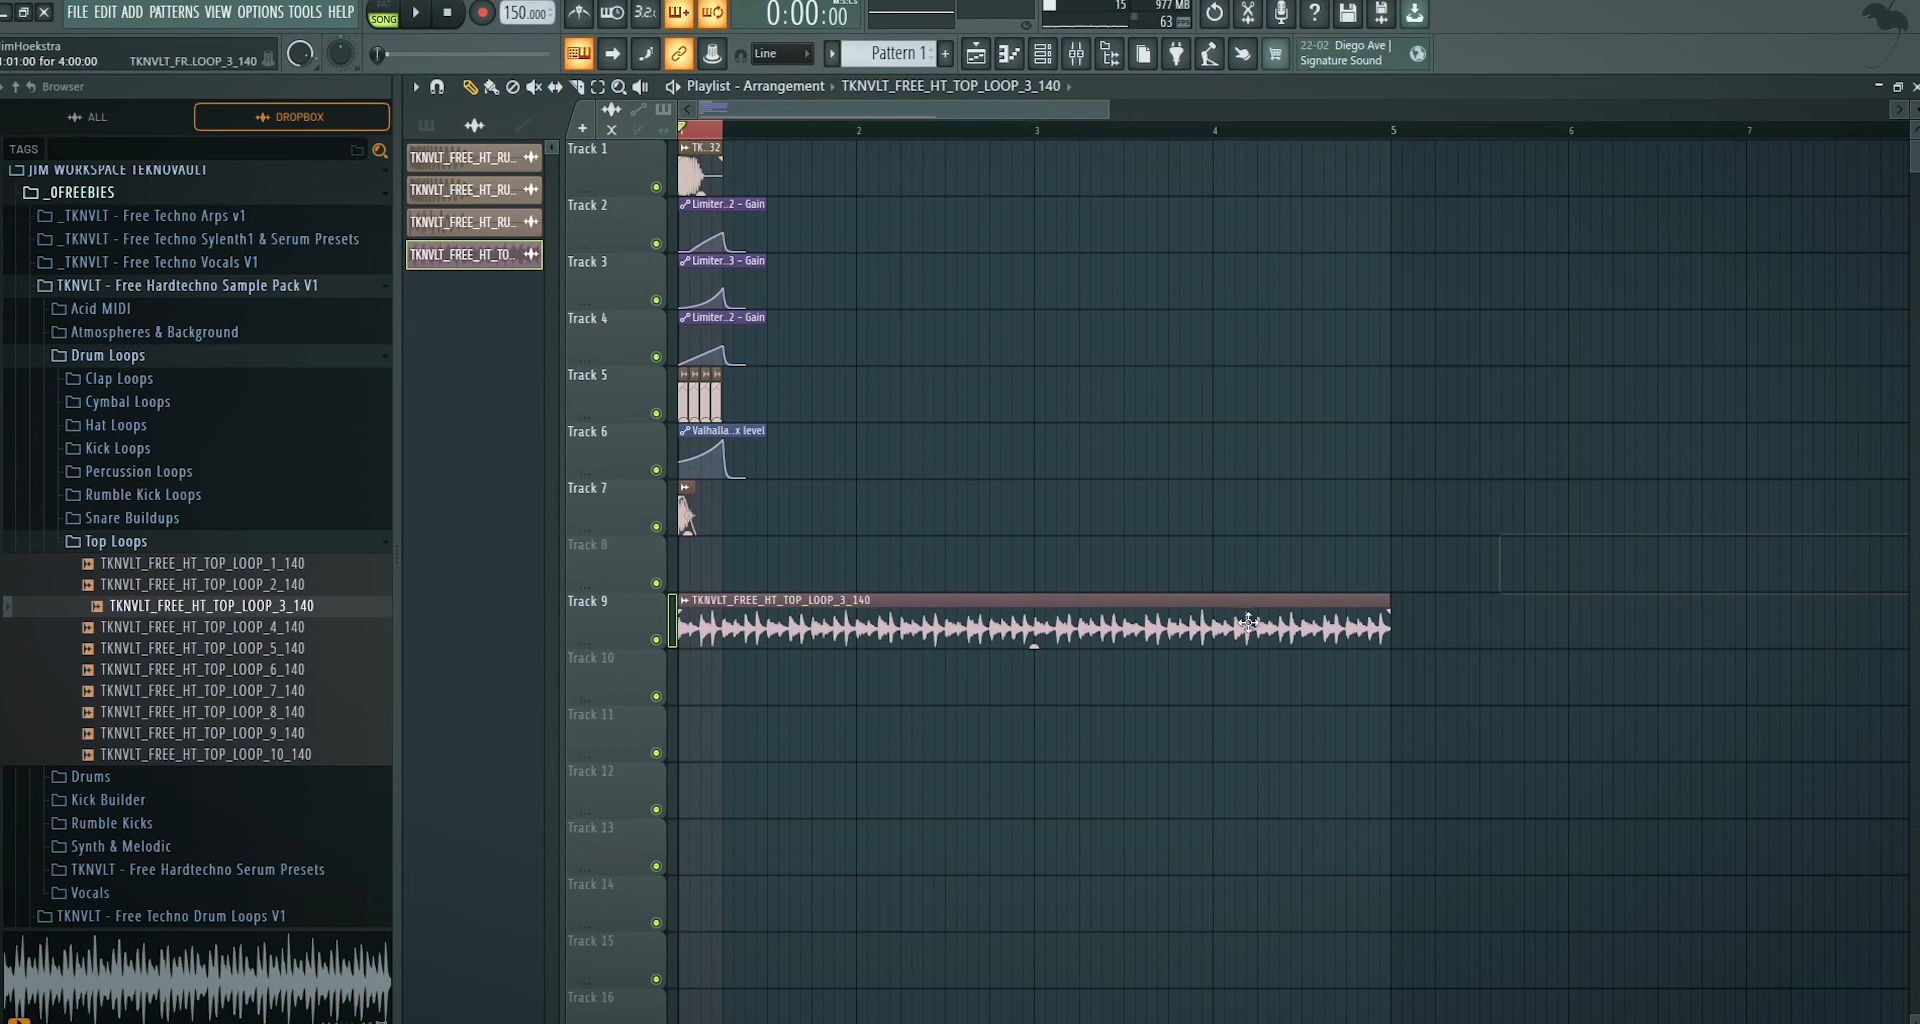 FILE EDIT ADD PATTERNS VIEW OPTIONS TOOLS HELP
PAT
SONG
150.000
3.2
0:00:00
M:S:CS
15
977 MB
63
imHoekstra
1:01:00 for 4:00:00
TKNVLT_FR.LOOP_3_140
Line
Pattern 1
+
22-02 Diego Ave |
Signature Sound
Browser
ALL
DROPBOX
TAGS
JIM WORKSPACE TEKNOVAULT
_0FREEBIES
_TKNVLT - Free Techno Arps v1
_TKNVLT - Free Techno Sylenth1 & Serum Presets
_TKNVLT - Free Techno Vocals V1
TKNVLT - Free Hardtechno Sample Pack V1
Acid MIDI
Atmospheres & Background
Drum Loops
Clap Loops
Cymbal Loops
Hat Loops
Kick Loops
Percussion Loops
Rumble Kick Loops
Snare Buildups
Top Loops
TKNVLT_FREE_HT_TOP_LOOP_1_140
TKNVLT_FREE_HT_TOP_LOOP_2_140
TKNVLT_FREE_HT_TOP_LOOP_3_140
TKNVLT_FREE_HT_TOP_LOOP_4_140
TKNVLT_FREE_HT_TOP_LOOP_5_140
TKNVLT_FREE_HT_TOP_LOOP_6_140
TKNVLT_FREE_HT_TOP_LOOP_7_140
TKNVLT_FREE_HT_TOP_LOOP_8_140
TKNVLT_FREE_HT_TOP_LOOP_9_140
TKNVLT_FREE_HT_TOP_LOOP_10_140
Drums
Kick Builder
Rumble Kicks
Synth & Melodic
TKNVLT - Free Hardtechno Serum Presets
Vocals
TKNVLT - Free Techno Drum Loops V1
TKNVLT_FREE_HT_RU..
TKNVLT_FREE_HT_RU..
TKNVLT_FREE_HT_RU..
TKNVLT_FREE_HT_TO..
Playlist - Arrangement › TKNVLT_FREE_HT_TOP_LOOP_3_140 ›
2 3 4 5 6 7
Track 1
TK..32
Track 2
Limiter..2 - Gain
Track 3
Limiter..3 - Gain
Track 4
Limiter..2 - Gain
Track 5
Track 6
Valhalla..x level
Track 7
Track 8
Track 9
TKNVLT_FREE_HT_TOP_LOOP_3_140
Track 10
Track 11
Track 12
Track 13
Track 14
Track 15
Track 16